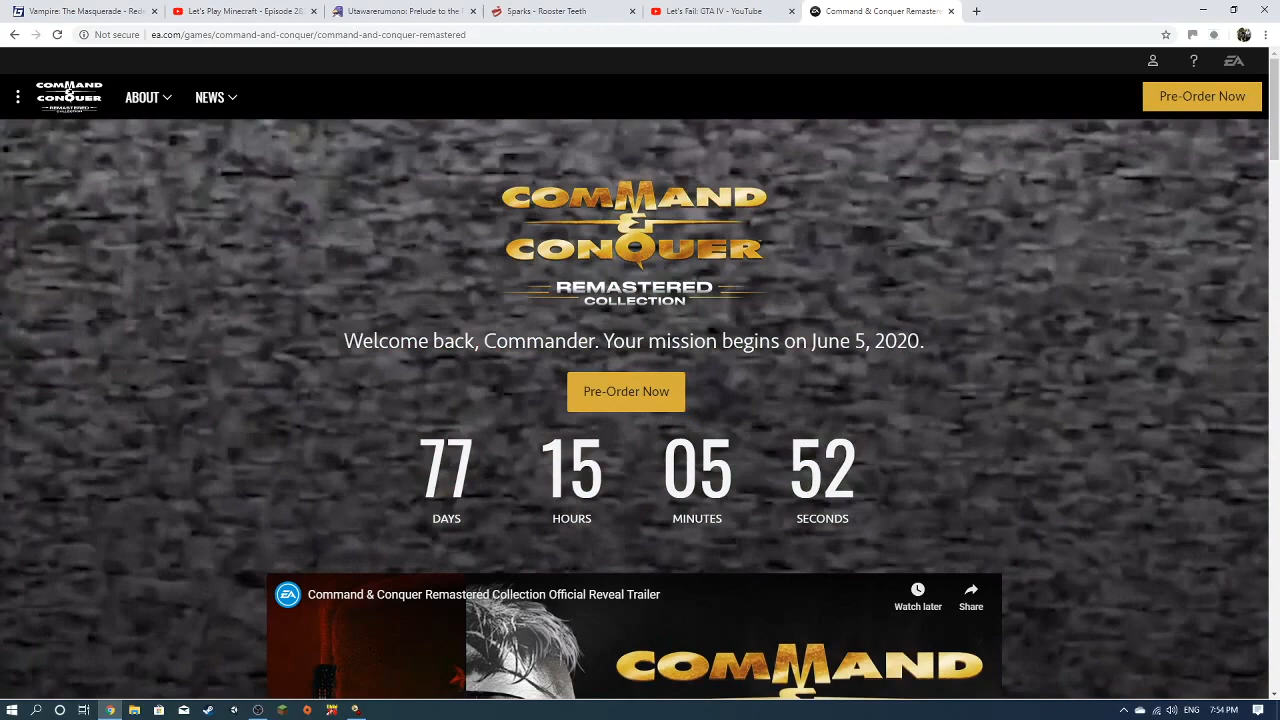 Vampire: The Masquerade - Rede
Let's Play Minecraft - Episode 28
Utawarerumono: Prelude to the
Sparks - Rooster Teeth
Let's Fail: GTA IV - YouTube
Command & Conquer Remastere
Not secure
ea.com/games/command-and-conquer/command-and-conquer-remastered
EA
COMMAND & CONQUER REMASTERED COLLECTION
ABOUT
NEWS
Pre-Order Now
COMMAND
&
CONQUER
REMASTERED
COLLECTION
Welcome back, Commander. Your mission begins on June 5, 2020.
Pre-Order Now
77 15 05 52
DAYS HOURS MINUTES SECONDS
EA
Command & Conquer Remastered Collection Official Reveal Trailer
Watch later Share
COMMAND
&
ENG 7:54 PM